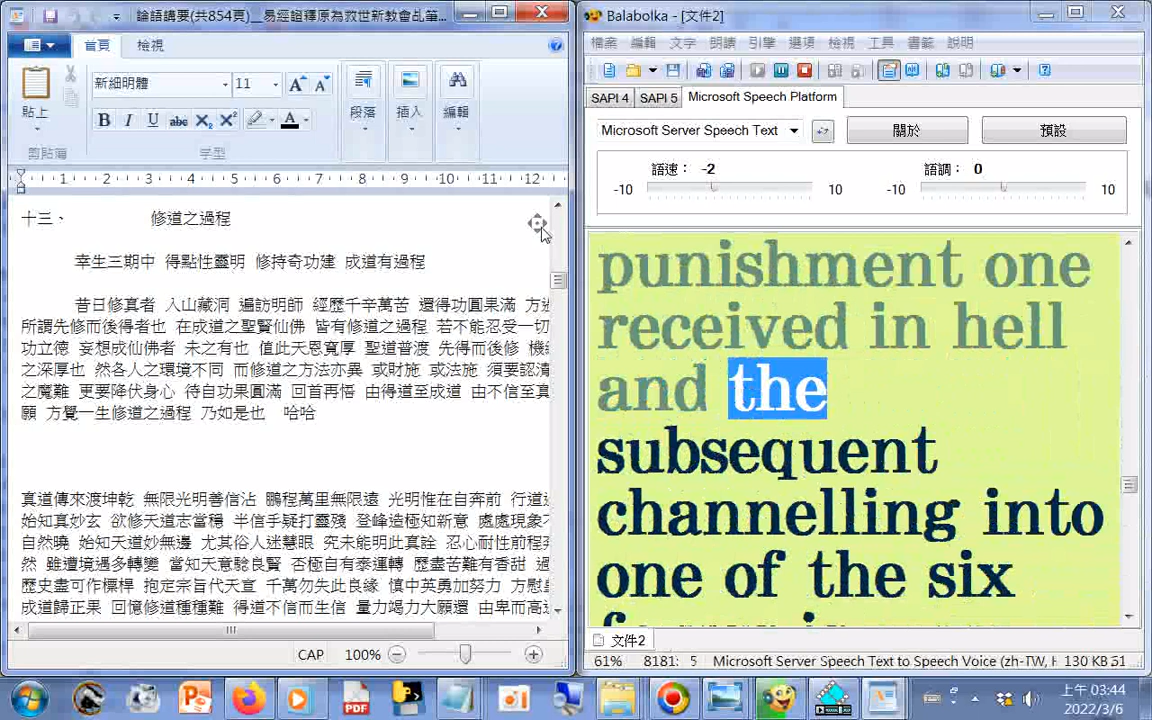 論語講要(共854頁)__易經證釋原為救世新教會乩筆...
首頁 檢視
新細明體 11
貼上
剪貼簿
B I U abc X₂ X²
字型
段落
插入
編輯
1 2 3 4 5 6 7 8 9 10 11 12
十三、 修道之過程
幸生三期中 得點性靈明 修持奇功建 成道有過程
昔日修真者 入山藏洞 遍訪明師 經歷千辛萬苦 還得功圓果滿 方
所謂先修而後得者也 在成道之聖賢仙佛 皆有修道之過程 若不能忍受一切
功立德 妄想成仙佛者 未之有也 值此天恩寬厚 聖道普渡 先得而後修 機
之深厚也 然各人之環境不同 而修道之方法亦異 或財施 或法施 須要認清
之魔難 更要降伏身心 待自功果圓滿 回首再悟 由得道至成道 由不信至真
願 方覺一生修道之過程 乃如是也 哈哈
真道傳來渡坤乾 無限光明善信沾 鵬程萬里無限遠 光明惟在自奔前 行道
始知真妙玄 欲修天道志當穩 半信手疑打靈殘 登峰造極知新意 處處現象
自然曉 始知天道妙無邊 尤其俗人迷慧眼 究未能明此真詮 忍心耐性前程
然 雖遭境遇多轉變 當知天意驗良賢 否極自有泰運轉 歷盡苦難有香甜
歷史盡可作標桿 抱定宗旨代天宣 千萬勿失此良緣 慎中英勇加努力 方慰
成道歸正果 回憶修道種種難 得道不信而生信 量力竭力大願還 由卑而高
CAP 100%
Balabolka - [文件2]
檔案 編輯 文字 朗讀 引擎 選項 檢視 工具 書籤 說明
SAPI 4 SAPI 5 Microsoft Speech Platform
Microsoft Server Speech Text 關於 預設
語速： -2 語調： 0
-10 10 -10 10
punishment one
received in hell
and the
subsequent
channelling into
one of the six
文件2
61% 8181: 5 Microsoft Server Speech Text to Speech Voice (zh-TW, H 130 KB 51
上午 03:44
2022/3/6